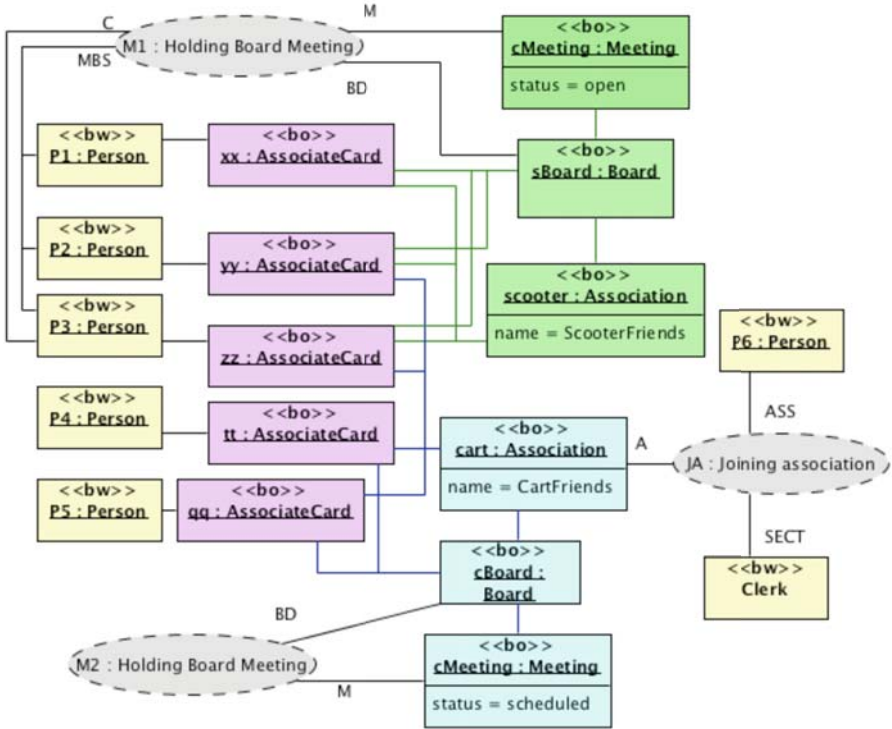 C
M
M1 : Holding Board Meeting
MBS
BD
<<bo>>
cMeeting : Meeting
status = open
<<bw>>
P1 : Person
<<bo>>
xx : AssociateCard
<<bo>>
sBoard : Board
<<bw>>
P2 : Person
<<bo>>
yy : AssociateCard
<<bo>>
scooter : Association
name = ScooterFriends
<<bw>>
P3 : Person
<<bo>>
zz : AssociateCard
<<bw>>
P6 : Person
<<bw>>
P4 : Person
<<bo>>
tt : AssociateCard
<<bo>>
cart : Association
name = CartFriends
A
ASS
JA : Joining association
SECT
<<bw>>
Clerk
<<bw>>
P5 : Person
<<bo>>
qq : AssociateCard
<<bo>>
cBoard :
Board
BD
M2 : Holding Board Meeting
M
<<bo>>
cMeeting : Meeting
status = scheduled